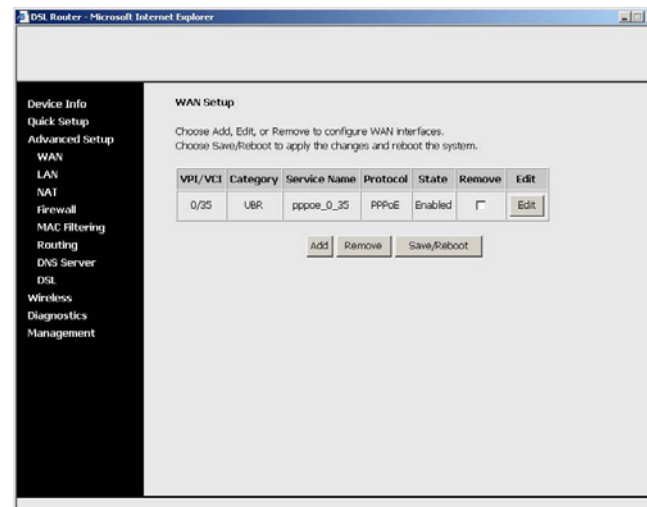 DSL Router - Microsoft Internet Explorer
Device Info
Quick Setup
Advanced Setup
WAN
LAN
NAT
Firewall
MAC Filtering
Routing
DNS Server
DSL
Wireless
Diagnostics
Management
WAN Setup
Choose Add, Edit, or Remove to configure WAN interfaces.
Choose Save/Reboot to apply the changes and reboot the system.
VPI/VCI Category Service Name Protocol State Remove Edit
0/35 UBR pppoe_0_35 PPPoE Enabled Edit
Add Remove Save/Reboot